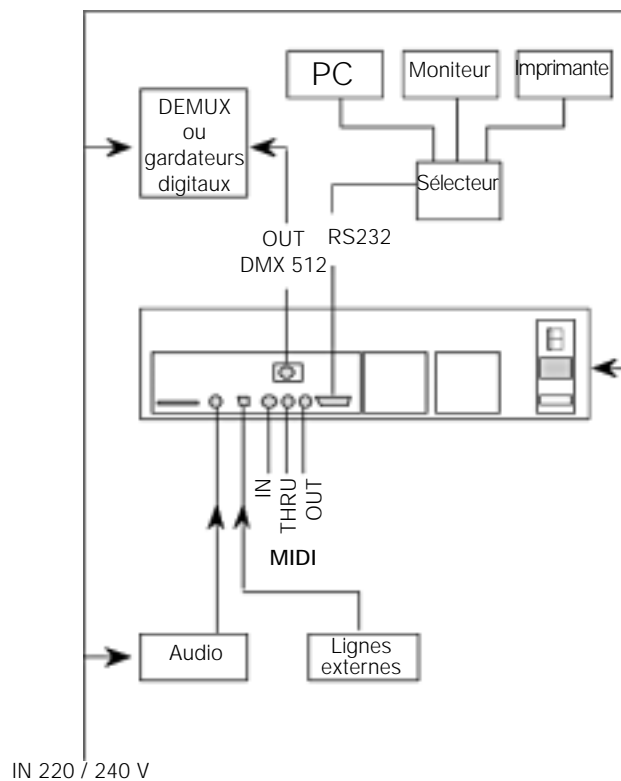 PC
Moniteur
Imprimante
DEMUX
ou
gardateurs
digitaux
Sélecteur
OUT
DMX 512
RS232
IN
THRU
OUT
MIDI
Audio
Lignes
externes
IN 220 / 240 V